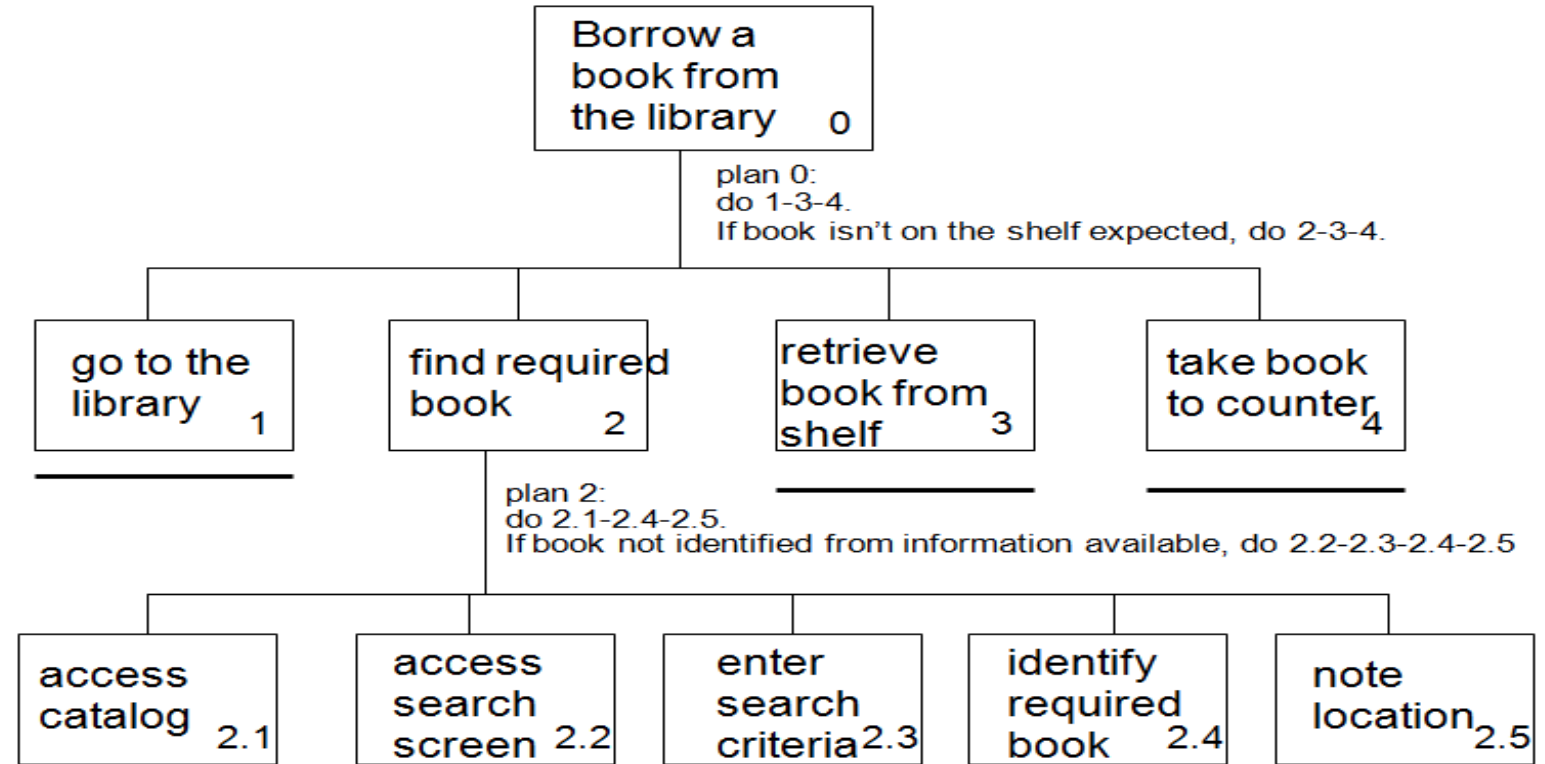 Borrow a
book from
the library 0
plan 0:
do 1-3-4.
If book isn't on the shelf expected, do 2-3-4.
go to the
library 1
find required
book 2
retrieve
book from
shelf 3
take book
to counter 4
plan 2:
do 2.1-2.4-2.5.
If book not identified from information available, do 2.2-2.3-2.4-2.5
access
catalog 2.1
access
search
screen 2.2
enter
search
criteria 2.3
identify
required
book 2.4
note
location 2.5